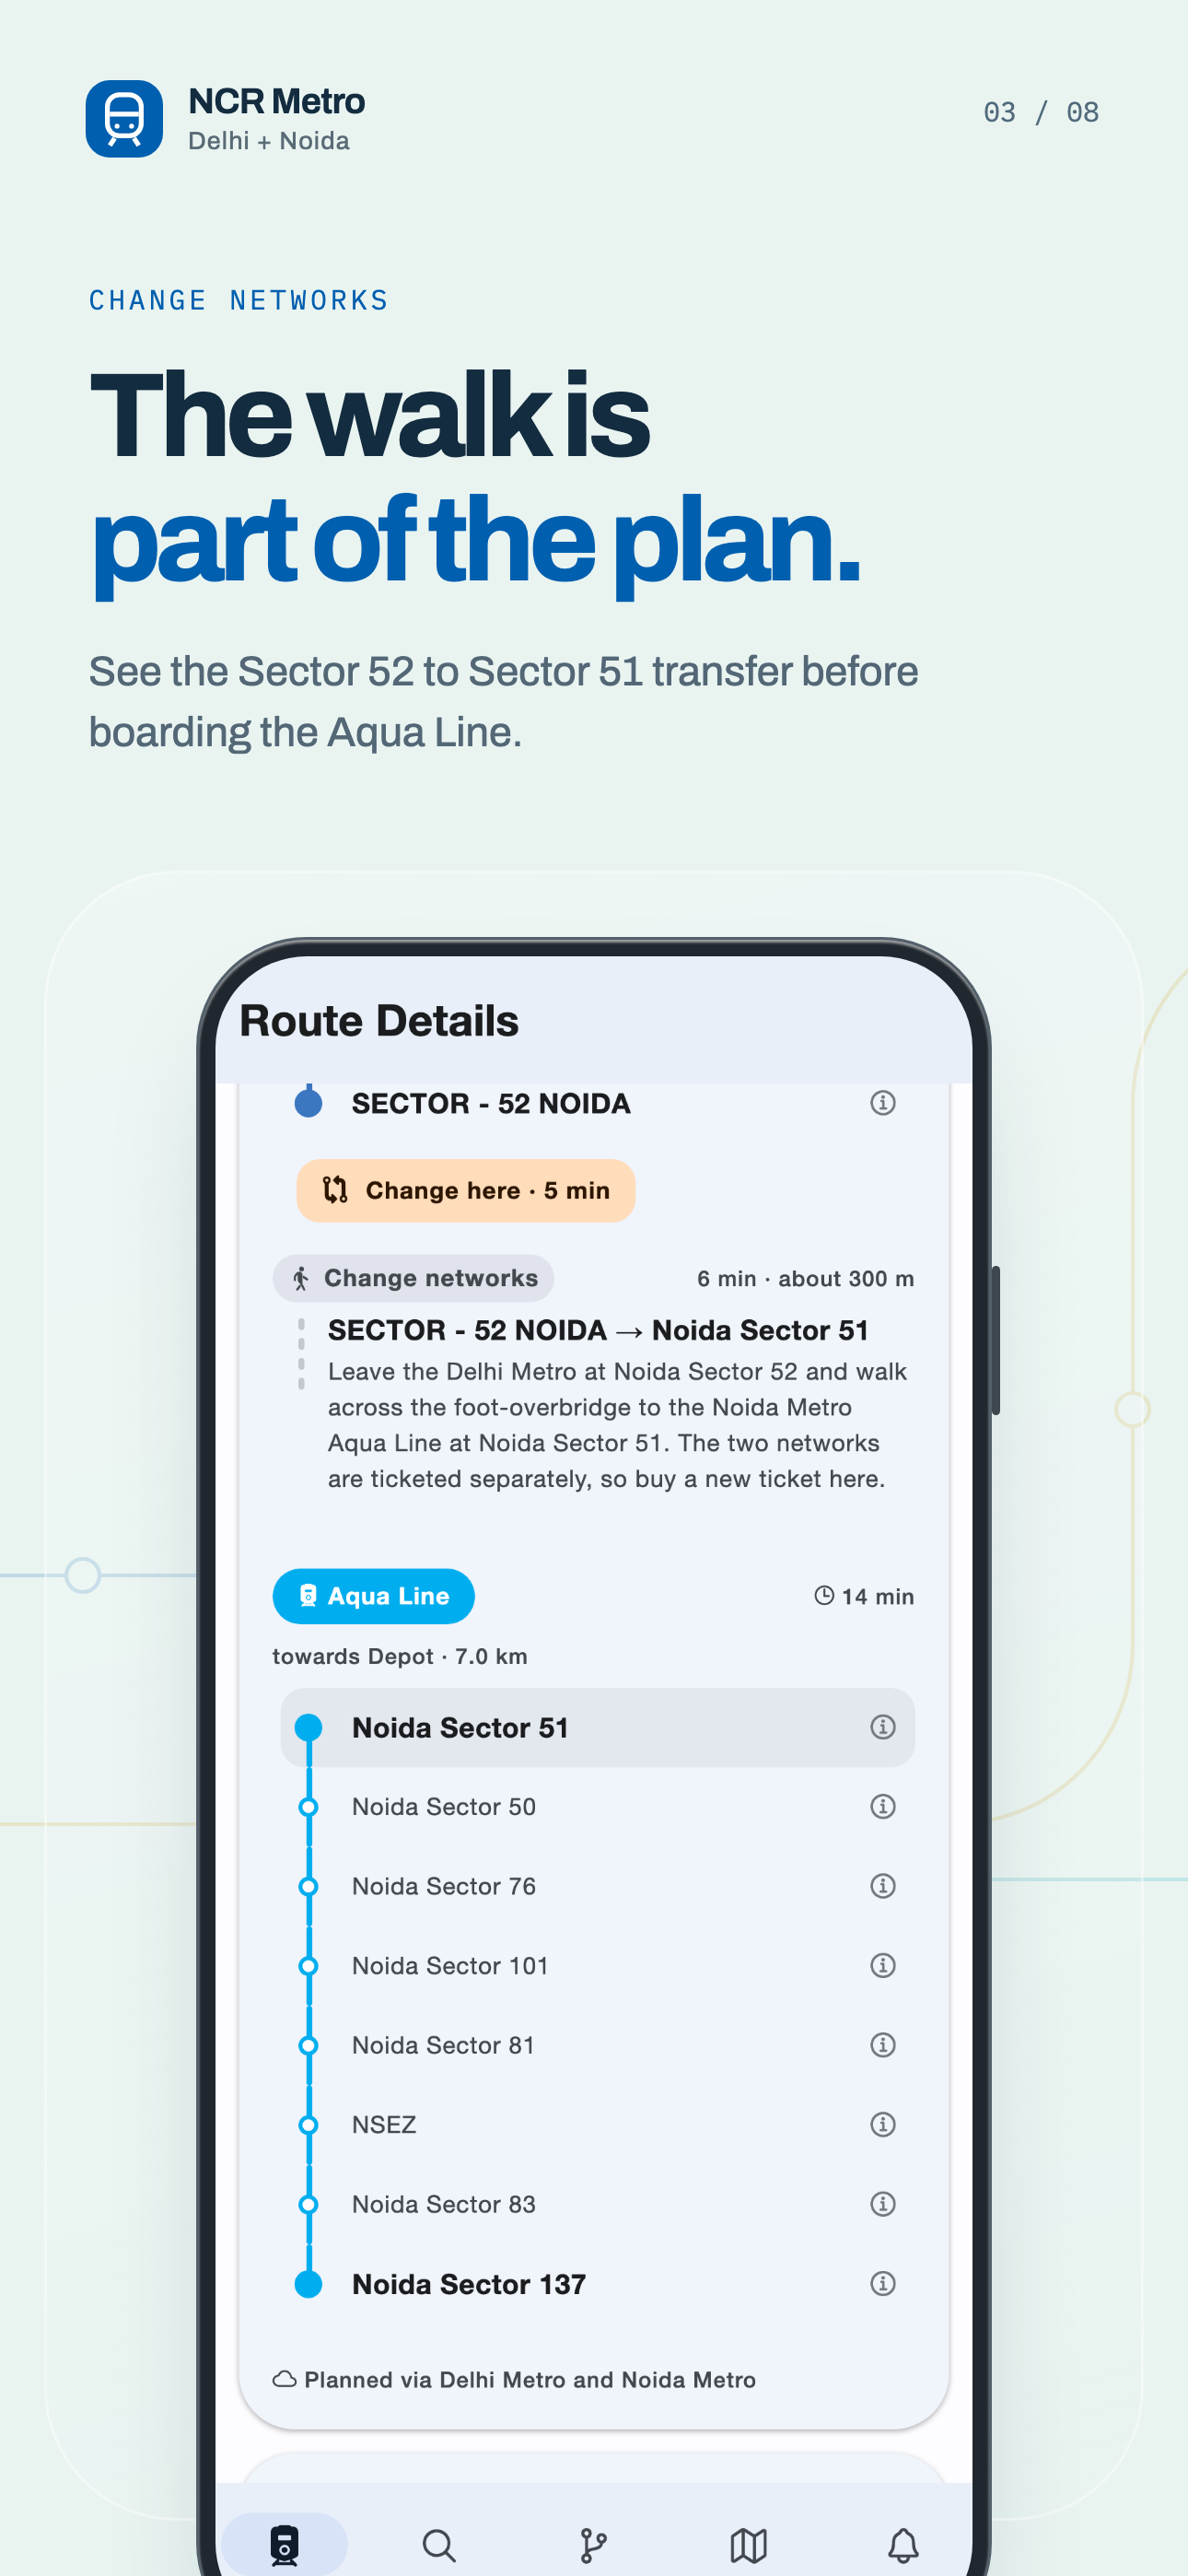 NCR Metro
Delhi + Noida
03 / 08
CHANGE NETWORKS
The walk is
part of the plan.
See the Sector 52 to Sector 51 transfer before
boarding the Aqua Line.
Route Details
SECTOR - 52 NOIDA
Change here · 5 min
Change networks
6 min · about 300 m
SECTOR - 52 NOIDA → Noida Sector 51
Leave the Delhi Metro at Noida Sector 52 and walk
across the foot-overbridge to the Noida Metro
Aqua Line at Noida Sector 51. The two networks
are ticketed separately, so buy a new ticket here.
Aqua Line
14 min
towards Depot · 7.0 km
Noida Sector 51
Noida Sector 50
Noida Sector 76
Noida Sector 101
Noida Sector 81
NSEZ
Noida Sector 83
Noida Sector 137
Planned via Delhi Metro and Noida Metro